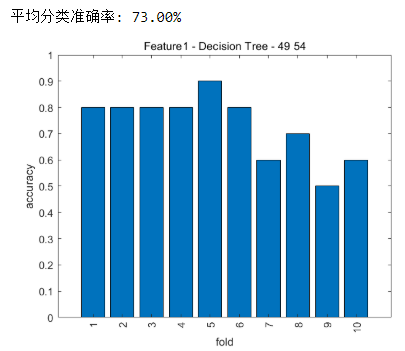 平均分类准确率: 73.00%
Feature1 - Decision Tree - 49 54
1
0.9
0.8
0.7
0.6
0.5
0.4
0.3
0.2
0.1
0
accuracy
1 2 3 4 5 6 7 8 9 10
fold